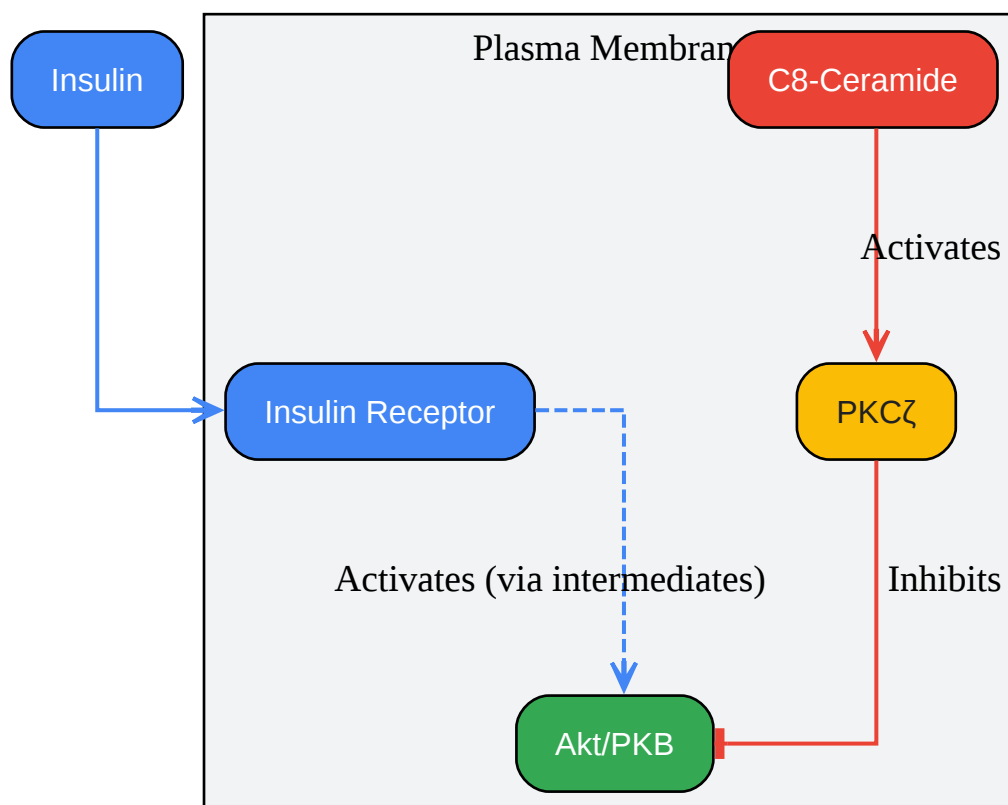 Insulin
Plasma Membran
C8-Ceramide
Activates
Insulin Receptor
PKCζ
Activates (via intermediates)
Inhibits
Akt/PKB